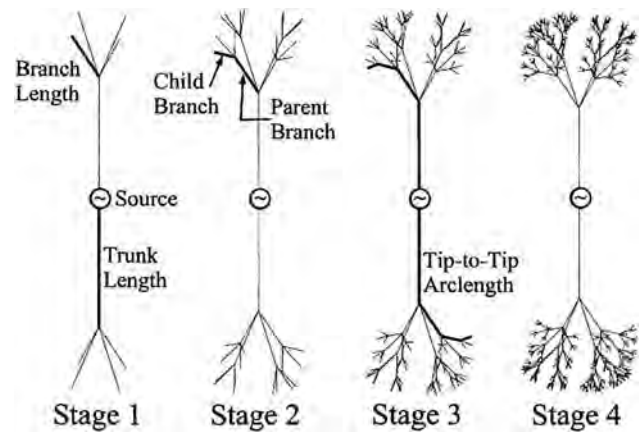 Branch
Length
Child
Branch
Parent
Branch
~ Source
~
~
~
Trunk
Length
Tip-to-Tip
Arclength
Stage 1
Stage 2
Stage 3
Stage 4